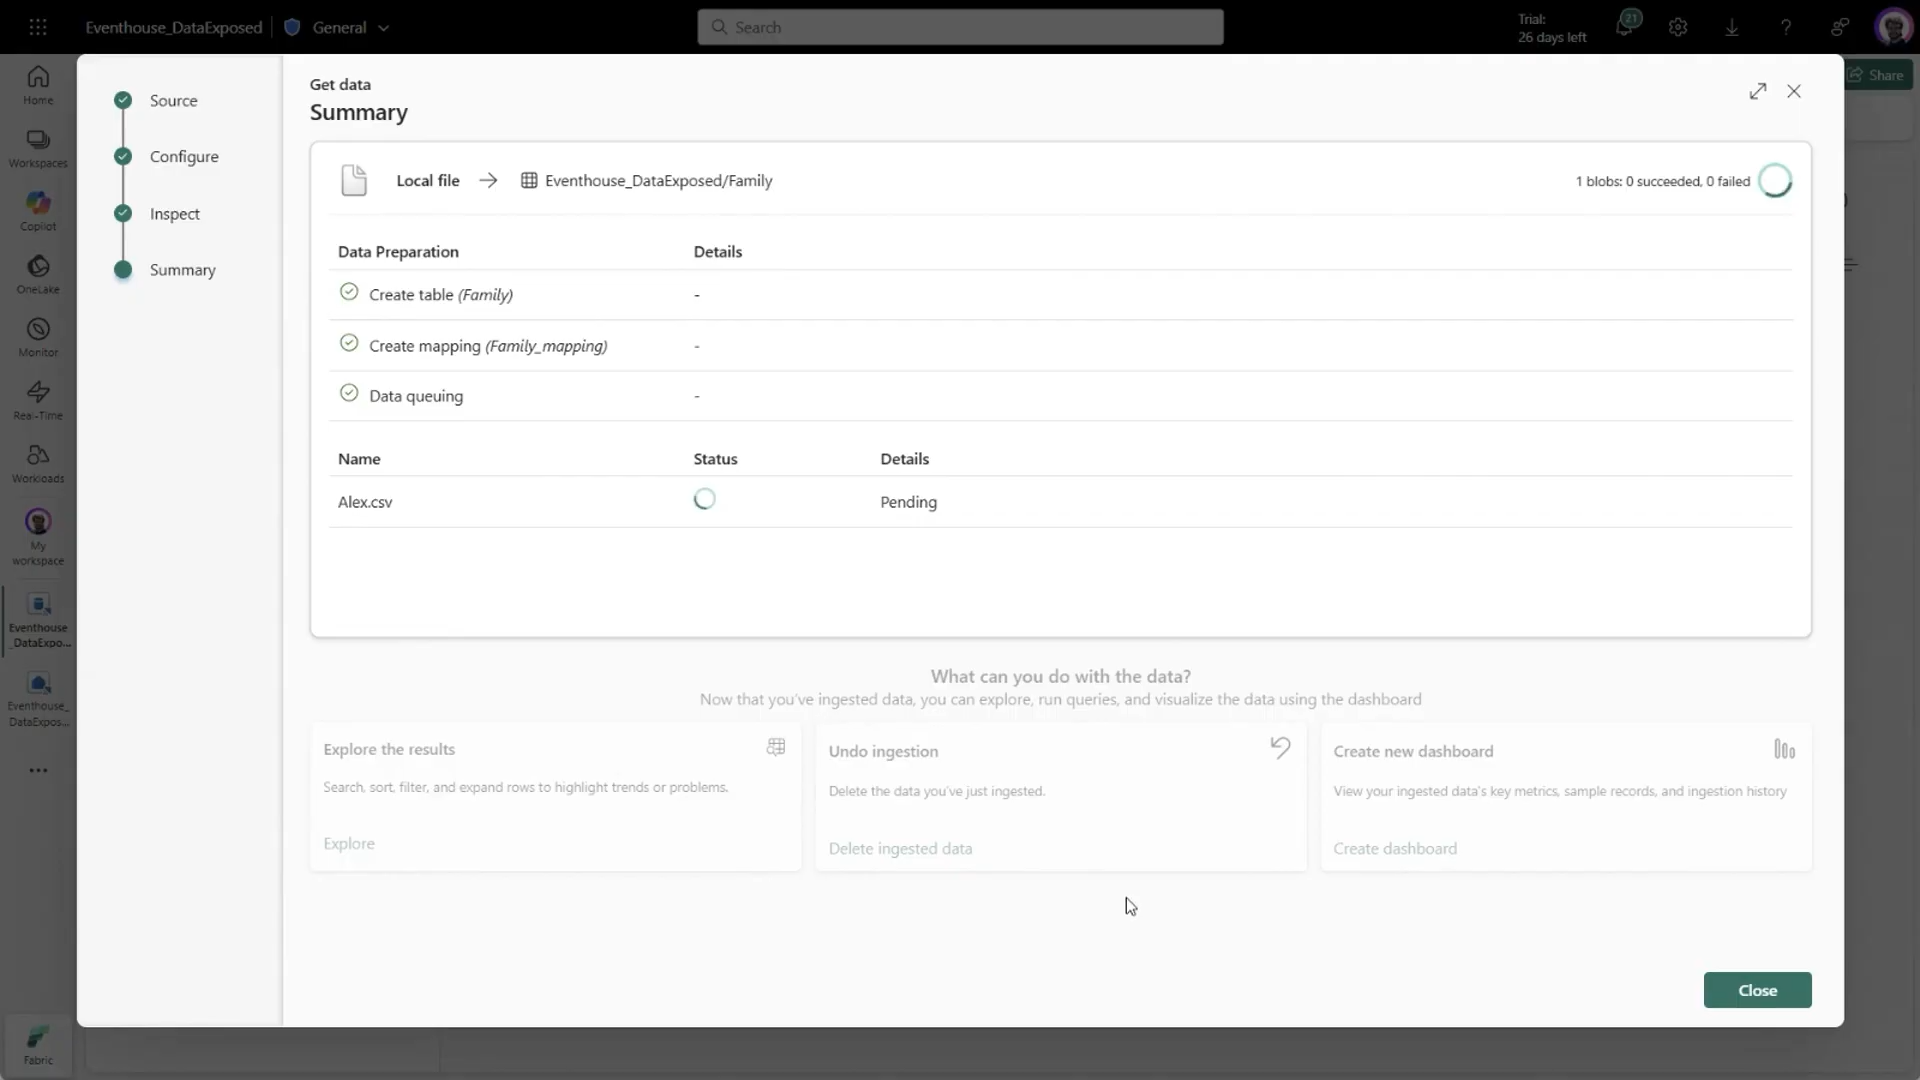 Eventhouse_DataExposed
General
Search
Trial:
26 days left
21
Home
Workspaces
Copilot
OneLake
Monitor
Real-Time
Workloads
My
workspace
Eventhouse
_DataExpo...
Eventhouse_
DataExpos...
Fabric
Share
Source
Configure
Inspect
Summary
Get data
Summary
Local file
Eventhouse_DataExposed/Family
1 blobs: 0 succeeded, 0 failed
Data Preparation Details
Create table (Family) -
Create mapping (Family_mapping) -
Data queuing -
Name Status Details
Alex.csv Pending
What can you do with the data?
Now that you've ingested data, you can explore, run queries, and visualize the data using the dashboard
Explore the results
Search, sort, filter, and expand rows to highlight trends or problems.
Explore
Undo ingestion
Delete the data you've just ingested.
Delete ingested data
Create new dashboard
View your ingested data's key metrics, sample records, and ingestion history
Create dashboard
Close